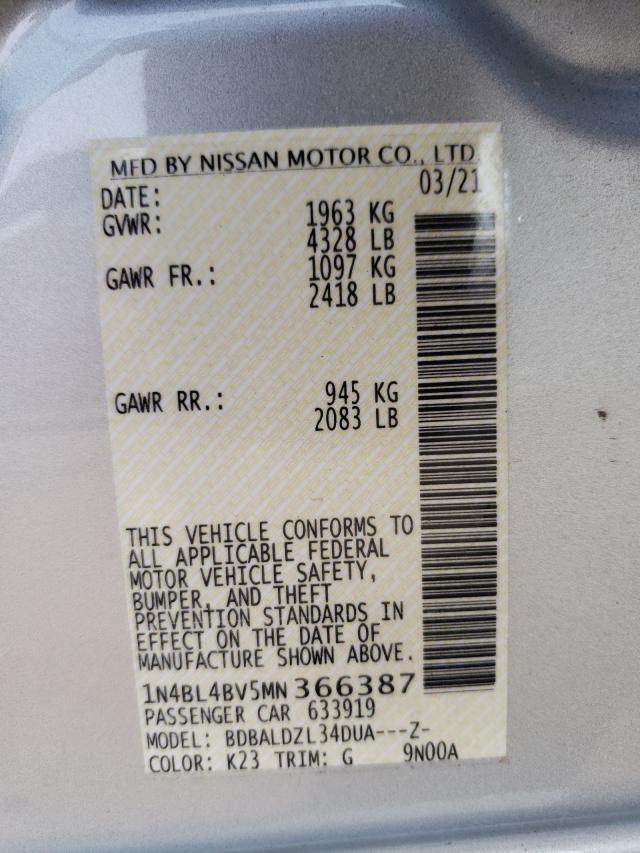 MFD BY NISSAN MOTOR CO., LTD.
DATE: 03/21
GVWR: 1963 KG
4328 LB
GAWR FR.: 1097 KG
2418 LB
GAWR RR.: 945 KG
2083 LB
THIS VEHICLE CONFORMS TO
ALL APPLICABLE FEDERAL
MOTOR VEHICLE SAFETY,
BUMPER, AND THEFT
PREVENTION STANDARDS IN
EFFECT ON THE DATE OF
MANUFACTURE SHOWN ABOVE.
1N4BL4BV5MN366387
PASSENGER CAR 633919
MODEL: BDBALDZL34DUA---Z-
COLOR: K23 TRIM: G 9N00A